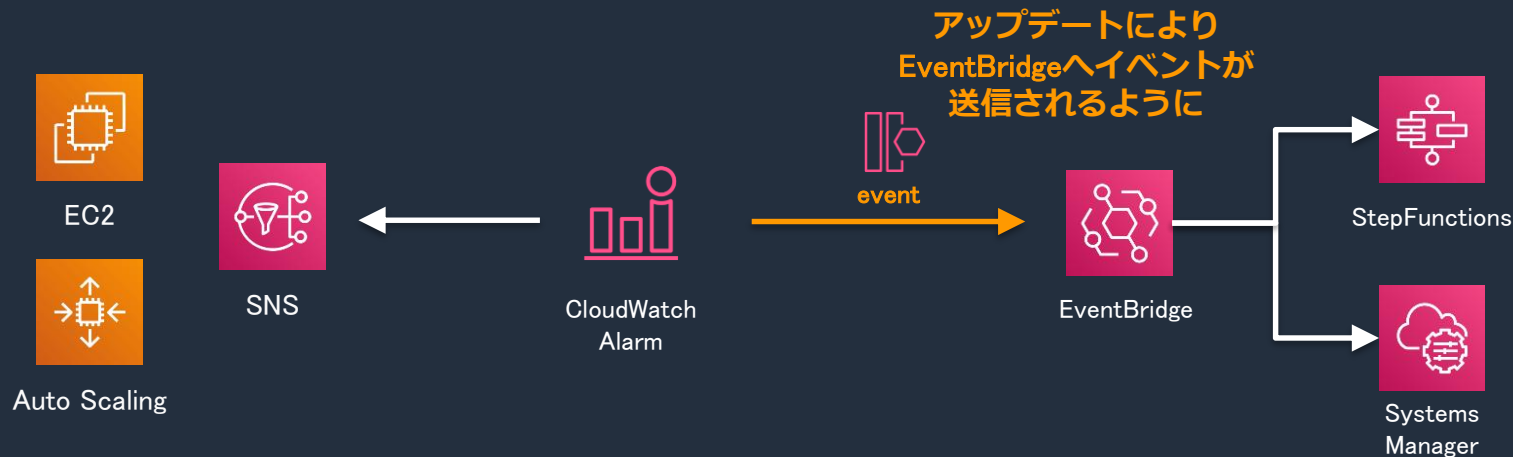 アップデートにより
EventBridgeへイベントが
送信されるように
event
EC2
SNS
Auto Scaling
CloudWatch
Alarm
EventBridge
StepFunctions
Systems
Manager